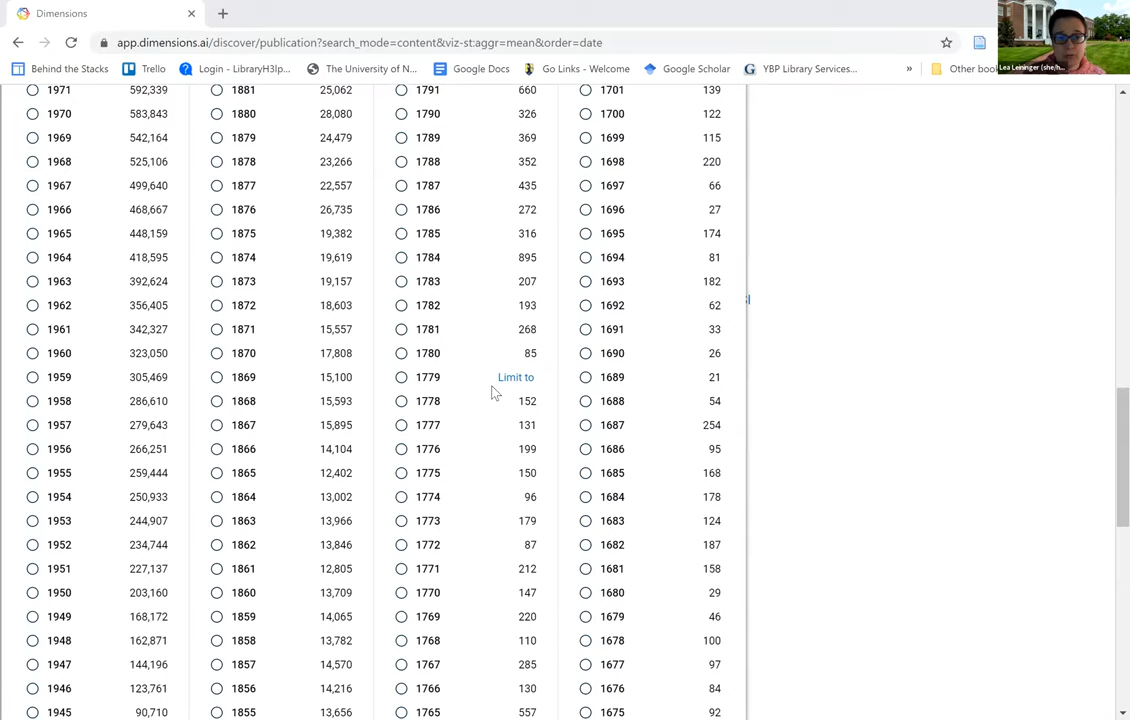 Dimensions
app.dimensions.ai/discover/publication?search_mode=content&viz-st:aggr=mean&order=date
Behind the Stacks Trello Login - LibraryH3lp... The University of N... Google Docs Go Links - Welcome Google Scholar YBP Library Services... » Other boo
Lea Leininger (she/h...
1971 592,339 1881 25,062 1791 660 1701 139
1970 583,843 1880 28,080 1790 326 1700 122
1969 542,164 1879 24,479 1789 369 1699 115
1968 525,106 1878 23,266 1788 352 1698 220
1967 499,640 1877 22,557 1787 435 1697 66
1966 468,667 1876 26,735 1786 272 1696 27
1965 448,159 1875 19,382 1785 316 1695 174
1964 418,595 1874 19,619 1784 895 1694 81
1963 392,624 1873 19,157 1783 207 1693 182
1962 356,405 1872 18,603 1782 193 1692 62
1961 342,327 1871 15,557 1781 268 1691 33
1960 323,050 1870 17,808 1780 85 1690 26
1959 305,469 1869 15,100 1779 Limit to 1689 21
1958 286,610 1868 15,593 1778 152 1688 54
1957 279,643 1867 15,895 1777 131 1687 254
1956 266,251 1866 14,104 1776 199 1686 95
1955 259,444 1865 12,402 1775 150 1685 168
1954 250,933 1864 13,002 1774 96 1684 178
1953 244,907 1863 13,966 1773 179 1683 124
1952 234,744 1862 13,846 1772 87 1682 187
1951 227,137 1861 12,805 1771 212 1681 158
1950 203,160 1860 13,709 1770 147 1680 29
1949 168,172 1859 14,065 1769 220 1679 46
1948 162,871 1858 13,782 1768 110 1678 100
1947 144,196 1857 14,570 1767 285 1677 97
1946 123,761 1856 14,216 1766 130 1676 84
1945 90,710 1855 13,656 1765 557 1675 92